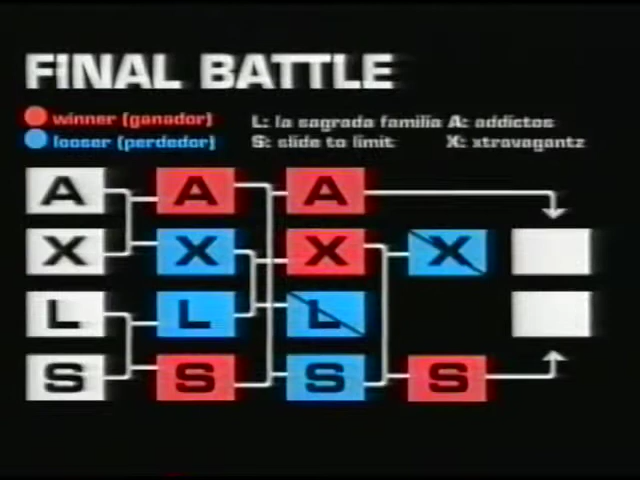 FINAL BATTLE
winner (ganador)
looser (perdedor)
L: la sagrada familia A: addictos
S: slide to limit X: xtravagantz
A A A
X X X X
L L L
S S S S